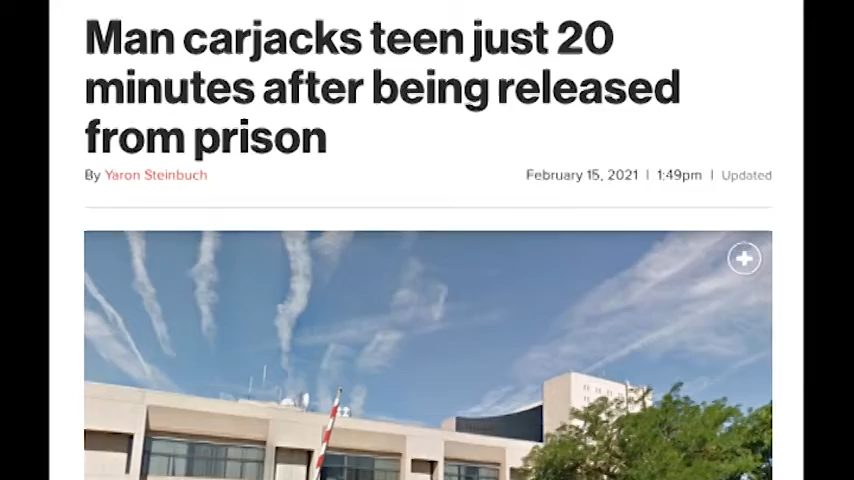 Man carjacks teen just 20
minutes after being released
from prison
By Yaron Steinbuch
February 15, 2021 | 1:49pm | Updated